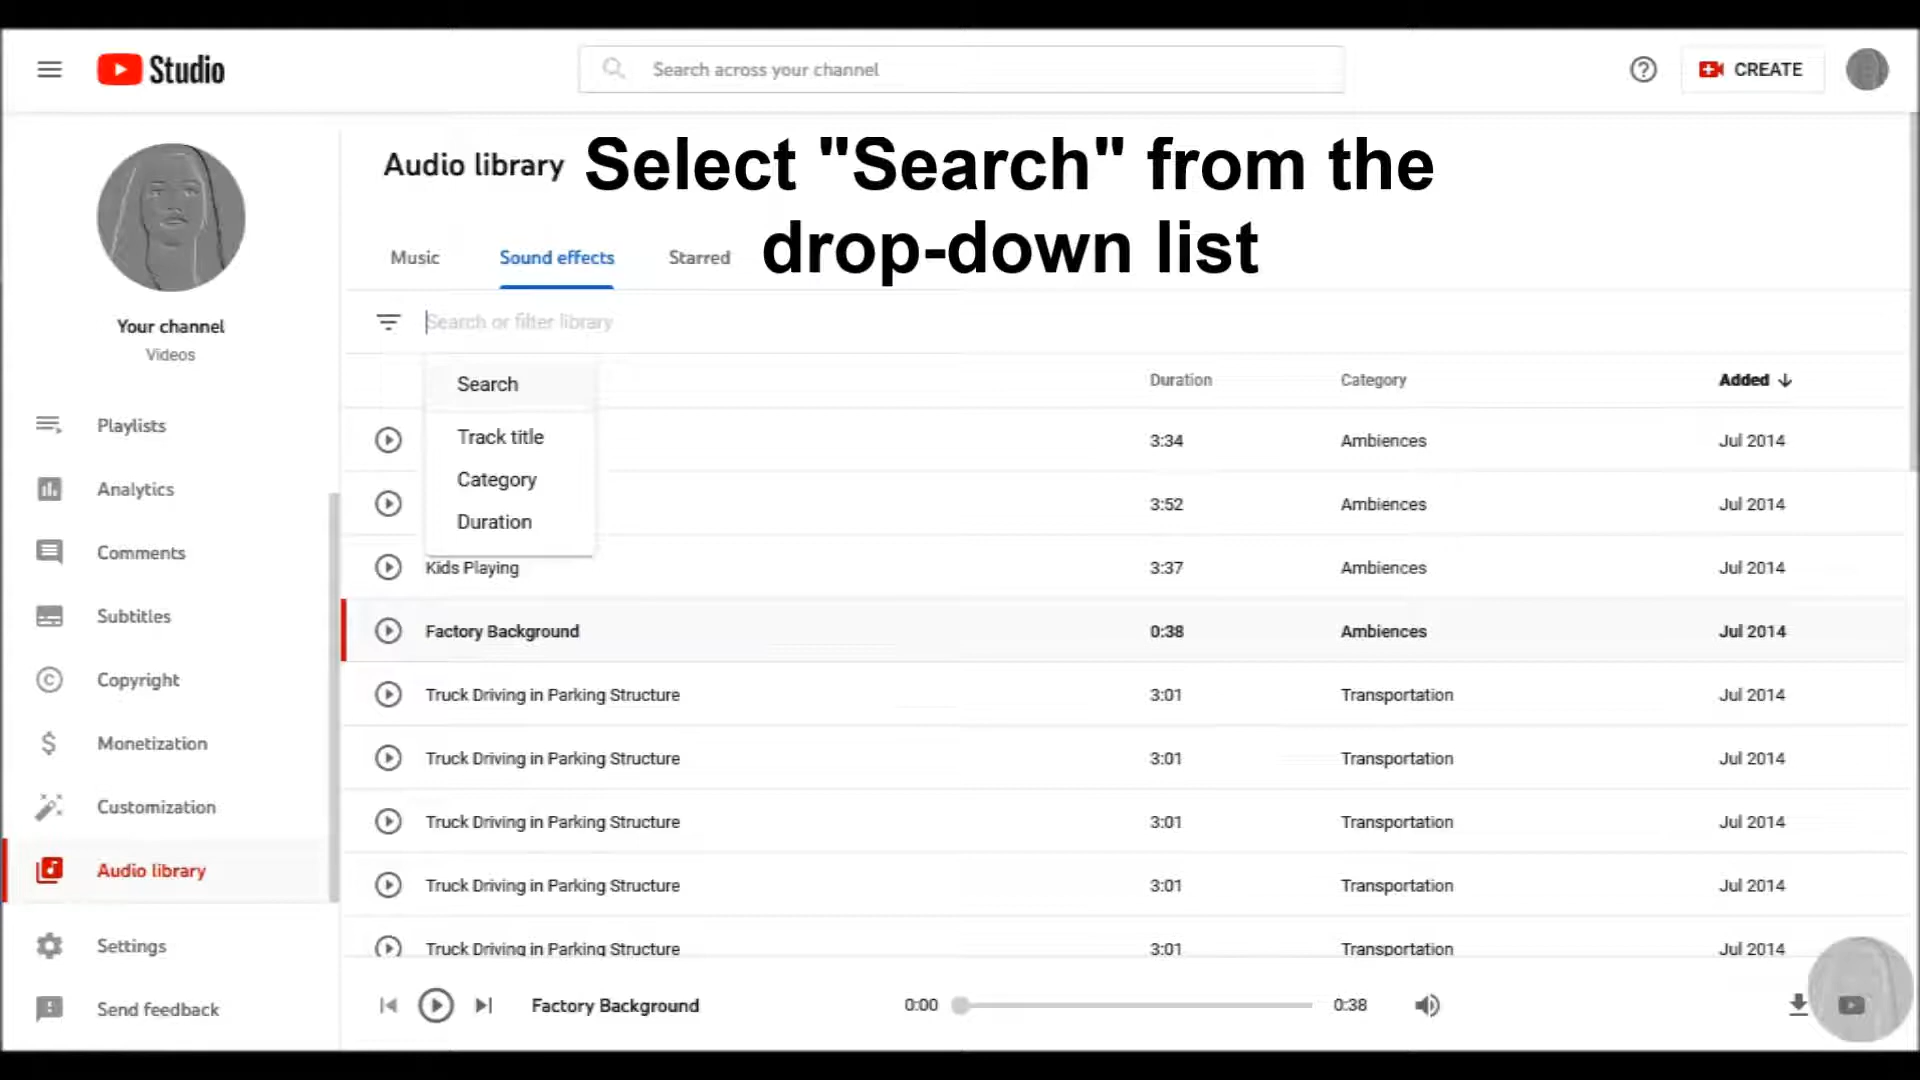 Studio
Search across your channel
CREATE
Audio library
Select "Search" from the
drop-down list
Your channel
Videos
Playlists
Analytics
Comments
Subtitles
Copyright
Monetization
Customization
Audio library
Settings
Send feedback
Music Sound effects Starred
Search or filter library
Search
Track title
Category
Duration
Duration Category Added
3:34 Ambiences Jul 2014
3:52 Ambiences Jul 2014
Kids Playing 3:37 Ambiences Jul 2014
Factory Background 0:38 Ambiences Jul 2014
Truck Driving in Parking Structure 3:01 Transportation Jul 2014
Truck Driving in Parking Structure 3:01 Transportation Jul 2014
Truck Driving in Parking Structure 3:01 Transportation Jul 2014
Truck Driving in Parking Structure 3:01 Transportation Jul 2014
Truck Driving in Parking Structure 3:01 Transportation Jul 2014
Factory Background 0:00 0:38